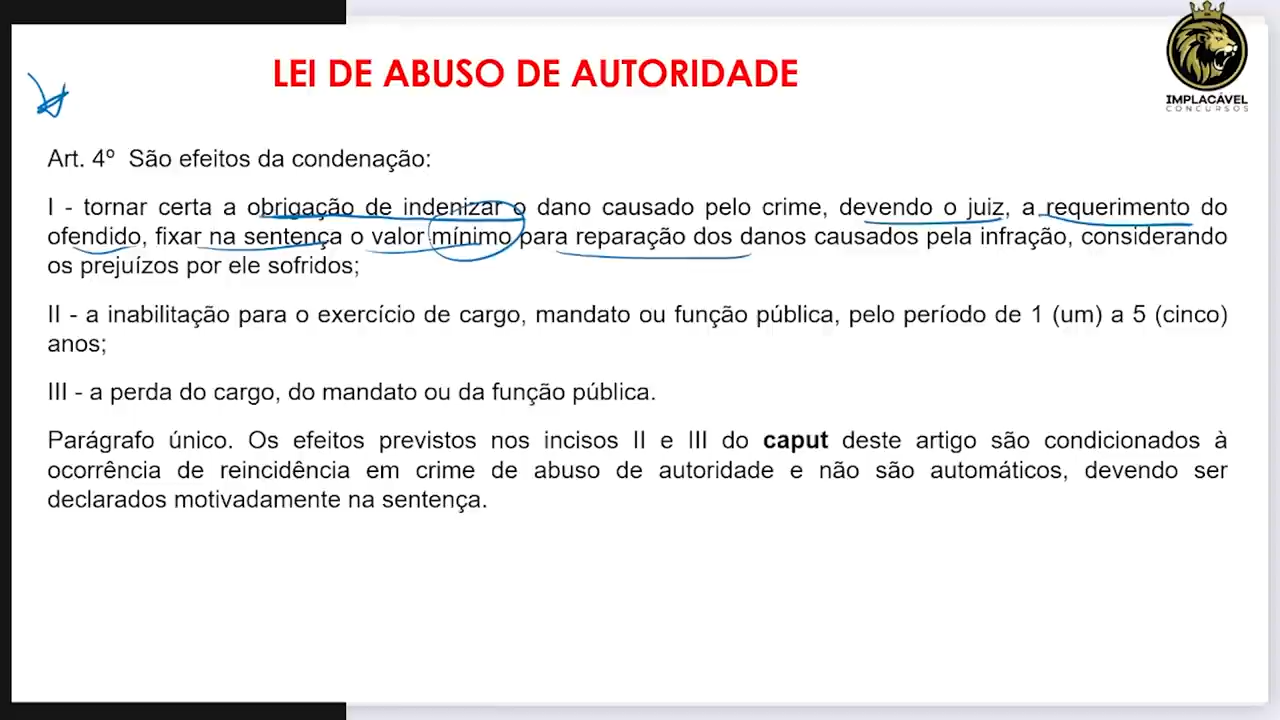 LEI DE ABUSO DE AUTORIDADE
IMPLACÁVEL
CONCURSOS
Art. 4º São efeitos da condenação:
I - tornar certa a obrigação de indenizar o dano causado pelo crime, devendo o juiz, a requerimento do
ofendido, fixar na sentença o valor mínimo para reparação dos danos causados pela infração, considerando
os prejuízos por ele sofridos;
II - a inabilitação para o exercício de cargo, mandato ou função pública, pelo período de 1 (um) a 5 (cinco)
anos;
III - a perda do cargo, do mandato ou da função pública.
Parágrafo único. Os efeitos previstos nos incisos II e III do caput deste artigo são condicionados à
ocorrência de reincidência em crime de abuso de autoridade e não são automáticos, devendo ser
declarados motivadamente na sentença.